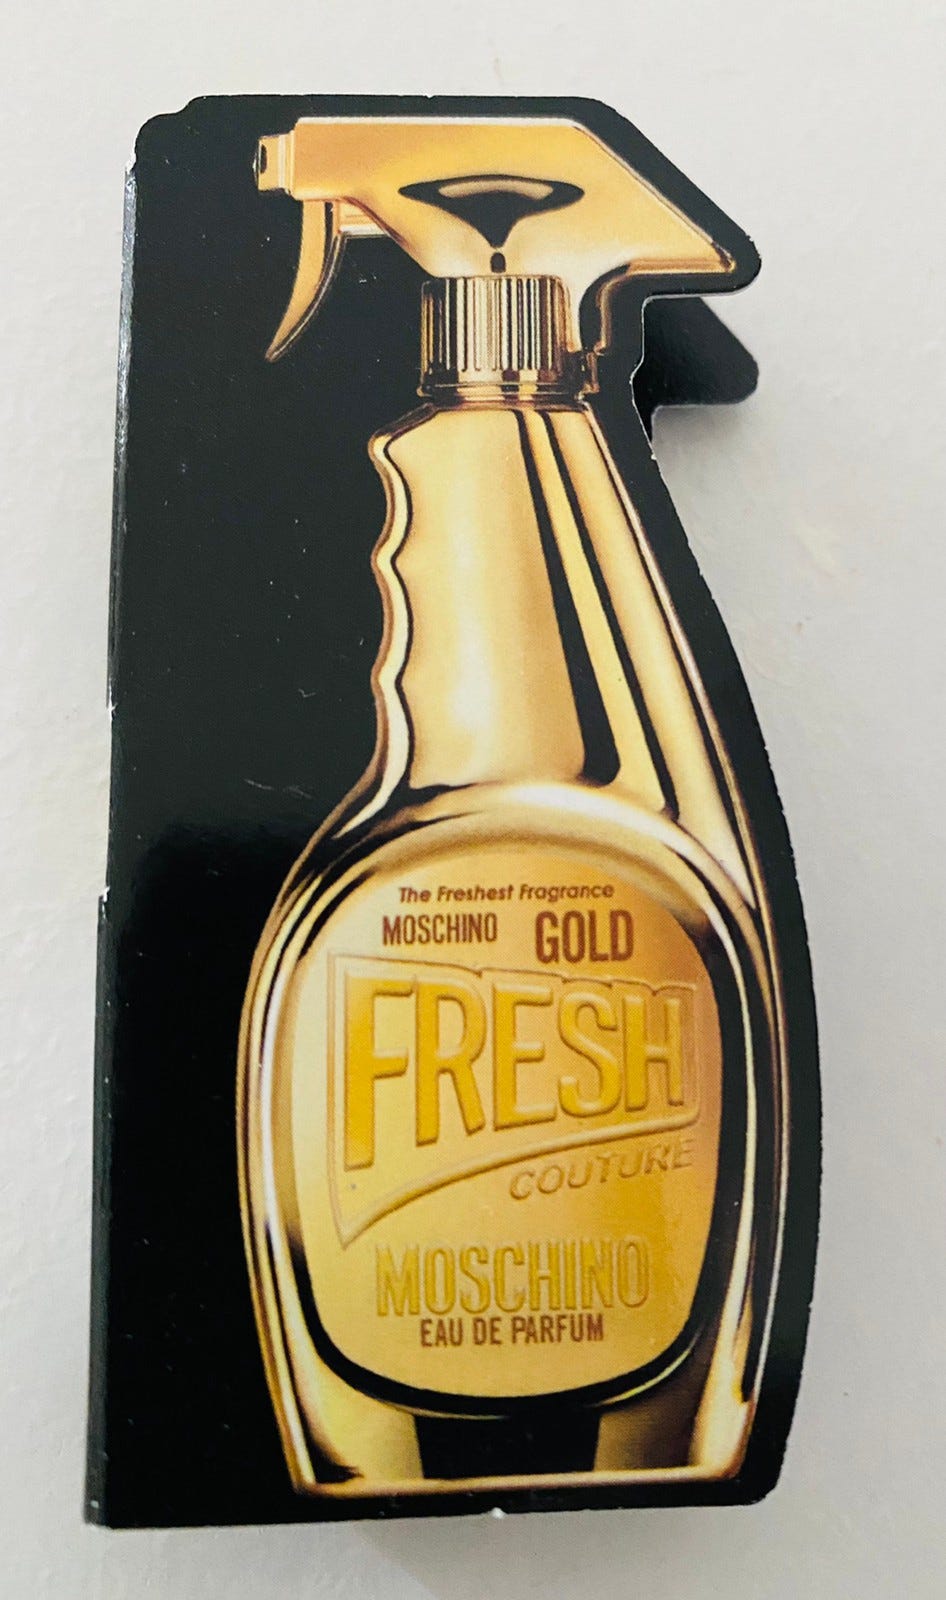 The Freshest Fragrance
MOSCHINO GOLD
FRESH
COUTURE
MOSCHINO
EAU DE PARFUM